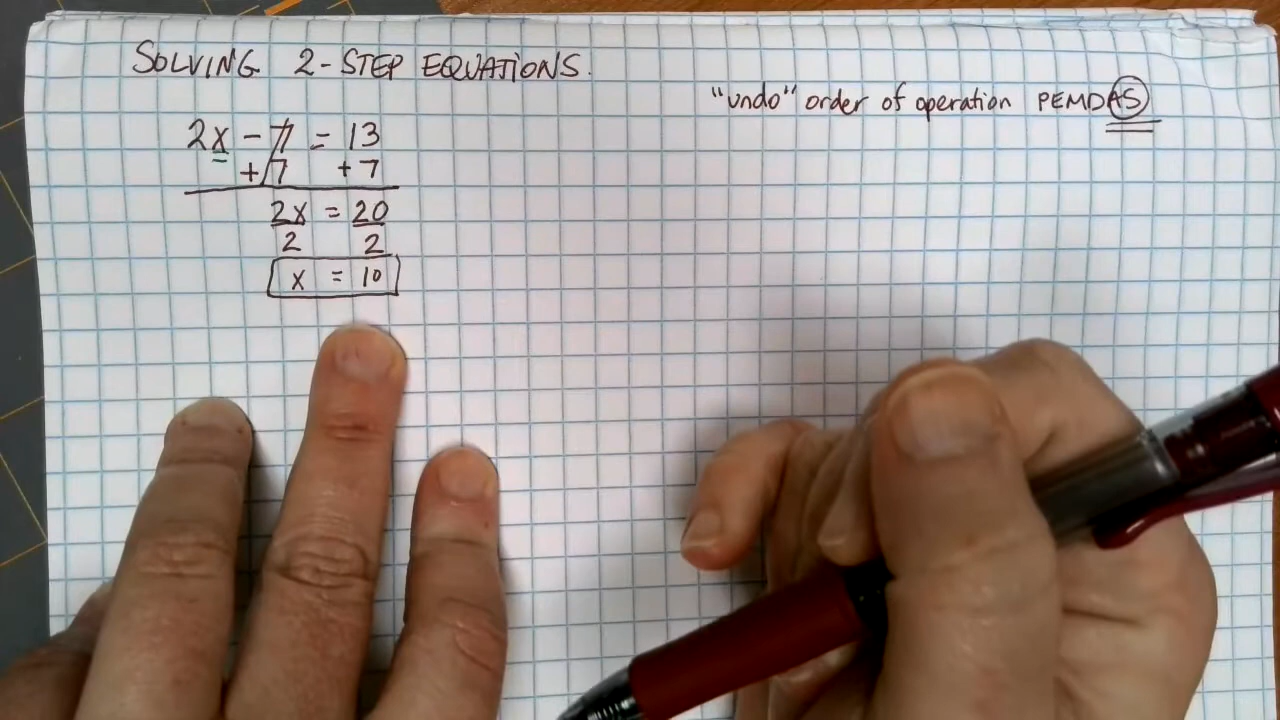 SOLVING 2-STEP EQUATIONS.
"undo" order of operation PEMDAS
2x - 7 = 13
+ 7 + 7
2x = 20
2 2
x = 10